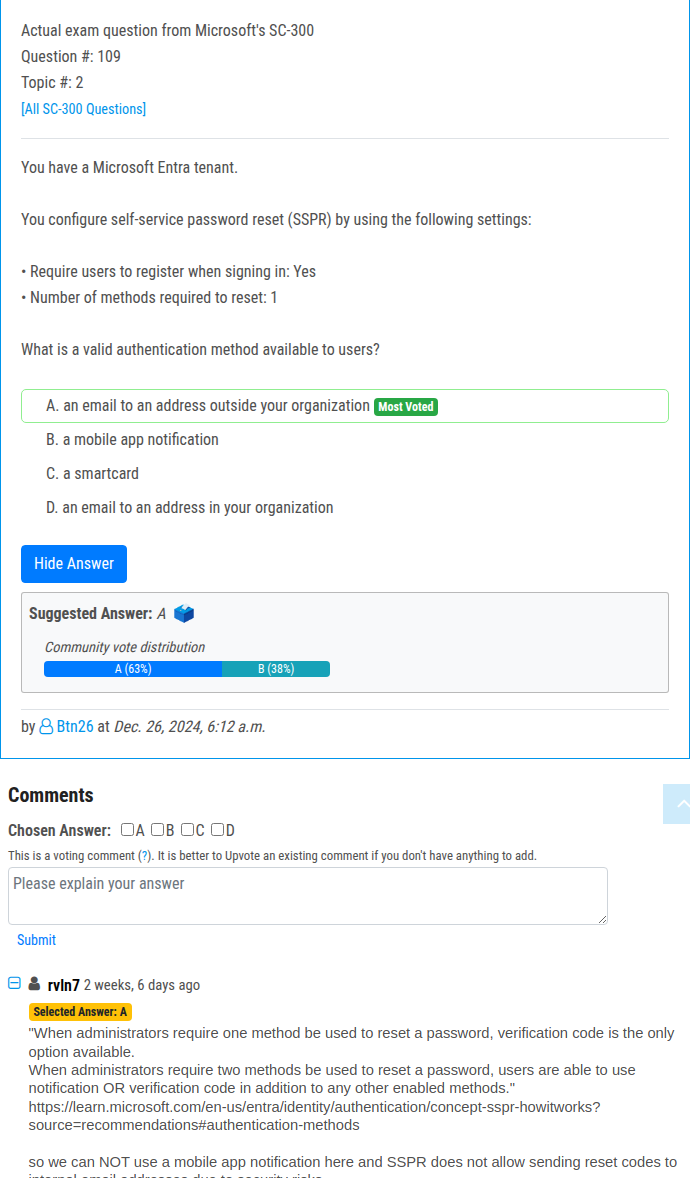 Actual exam question from Microsoft's SC-300
Question #: 109
Topic #: 2
[All SC-300 Questions]
You have a Microsoft Entra tenant.
You configure self-service password reset (SSPR) by using the following settings:
• Require users to register when signing in: Yes
• Number of methods required to reset: 1
What is a valid authentication method available to users?
A. an email to an address outside your organization Most Voted
B. a mobile app notification
C. a smartcard
D. an email to an address in your organization
Hide Answer
Suggested Answer: A
Community vote distribution
A (63%) B (38%)
by Btn26 at Dec. 26, 2024, 6:12 a.m.
Comments
Chosen Answer: A B C D
This is a voting comment (?). It is better to Upvote an existing comment if you don't have anything to add.
Please explain your answer
Submit
rvln7 2 weeks, 6 days ago
Selected Answer: A
"When administrators require one method be used to reset a password, verification code is the only
option available.
When administrators require two methods be used to reset a password, users are able to use
notification OR verification code in addition to any other enabled methods."
https://learn.microsoft.com/en-us/entra/identity/authentication/concept-sspr-howitworks?
source=recommendations#authentication-methods
so we can NOT use a mobile app notification here and SSPR does not allow sending reset codes to
internal email addresses due to security risks